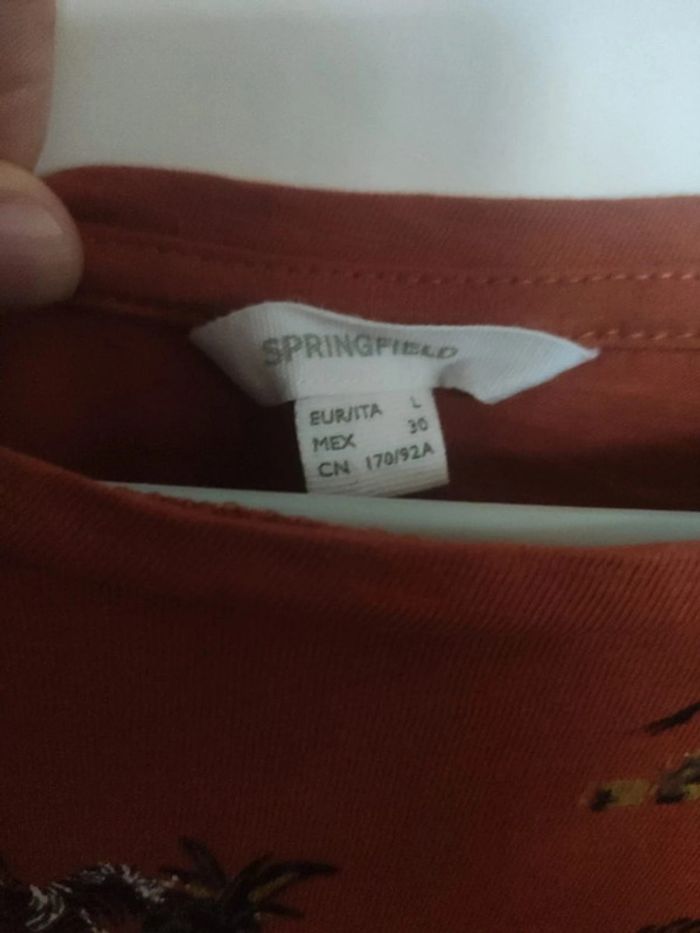 SPRINGFIELD
EUR/ITA L
MEX 30
CN 170/92A